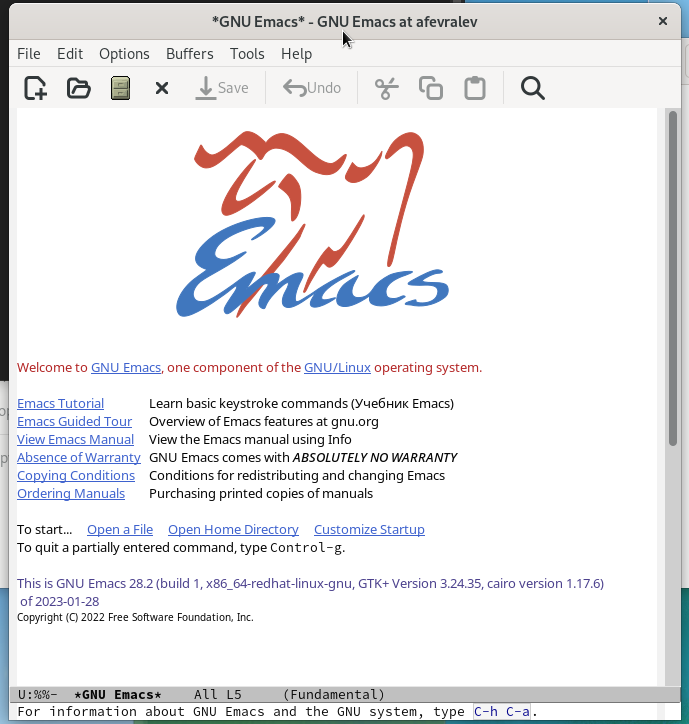 *GNU Emacs* - GNU Emacs at afevralev
File Edit Options Buffers Tools Help
Save Undo
Emacs
Welcome to GNU Emacs, one component of the GNU/Linux operating system.
Emacs Tutorial Learn basic keystroke commands (Учебник Emacs)
Emacs Guided Tour Overview of Emacs features at gnu.org
View Emacs Manual View the Emacs manual using Info
Absence of Warranty GNU Emacs comes with ABSOLUTELY NO WARRANTY
Copying Conditions Conditions for redistributing and changing Emacs
Ordering Manuals Purchasing printed copies of manuals
To start... Open a File Open Home Directory Customize Startup
To quit a partially entered command, type Control-g.
This is GNU Emacs 28.2 (build 1, x86_64-redhat-linux-gnu, GTK+ Version 3.24.35, cairo version 1.17.6)
of 2023-01-28
Copyright (C) 2022 Free Software Foundation, Inc.
U:%%- *GNU Emacs* All L5 (Fundamental)
For information about GNU Emacs and the GNU system, type C-h C-a.